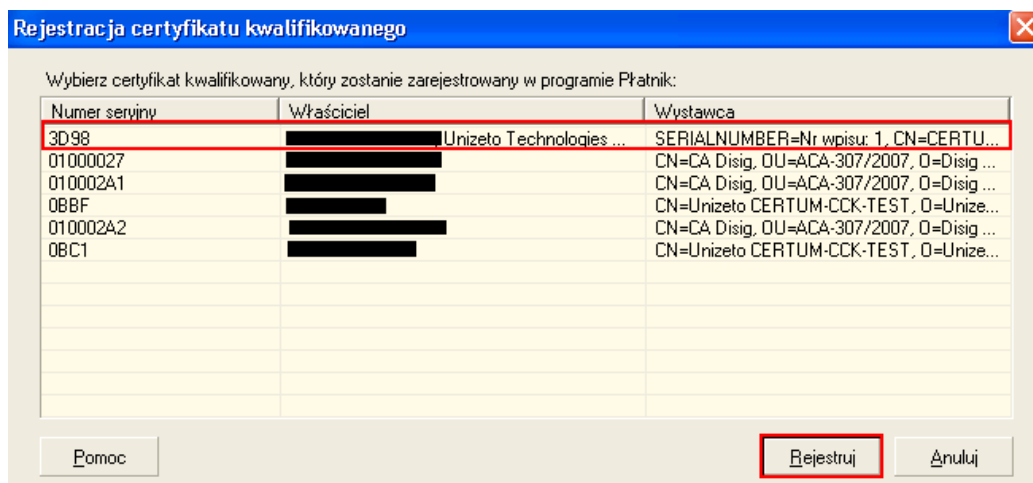 Rejestracja certyfikatu kwalifikowanego
Wybierz certyfikat kwalifikowany, który zostanie zarejestrowany w programie Płatnik:
Numer seryjny Właściciel Wystawca
3D98 Unizeto Technologies ... SERIALNUMBER=Nr wpisu: 1, CN=CERTU...
01000027 CN=CA Disig, OU=ACA-307/2007, O=Disig ...
010002A1 CN=CA Disig, OU=ACA-307/2007, O=Disig ...
0BBF CN=Unizeto CERTUM-CCK-TEST, O=Unize...
010002A2 CN=CA Disig, OU=ACA-307/2007, O=Disig ...
0BC1 CN=Unizeto CERTUM-CCK-TEST, O=Unize...
Pomoc Rejestruj Anuluj